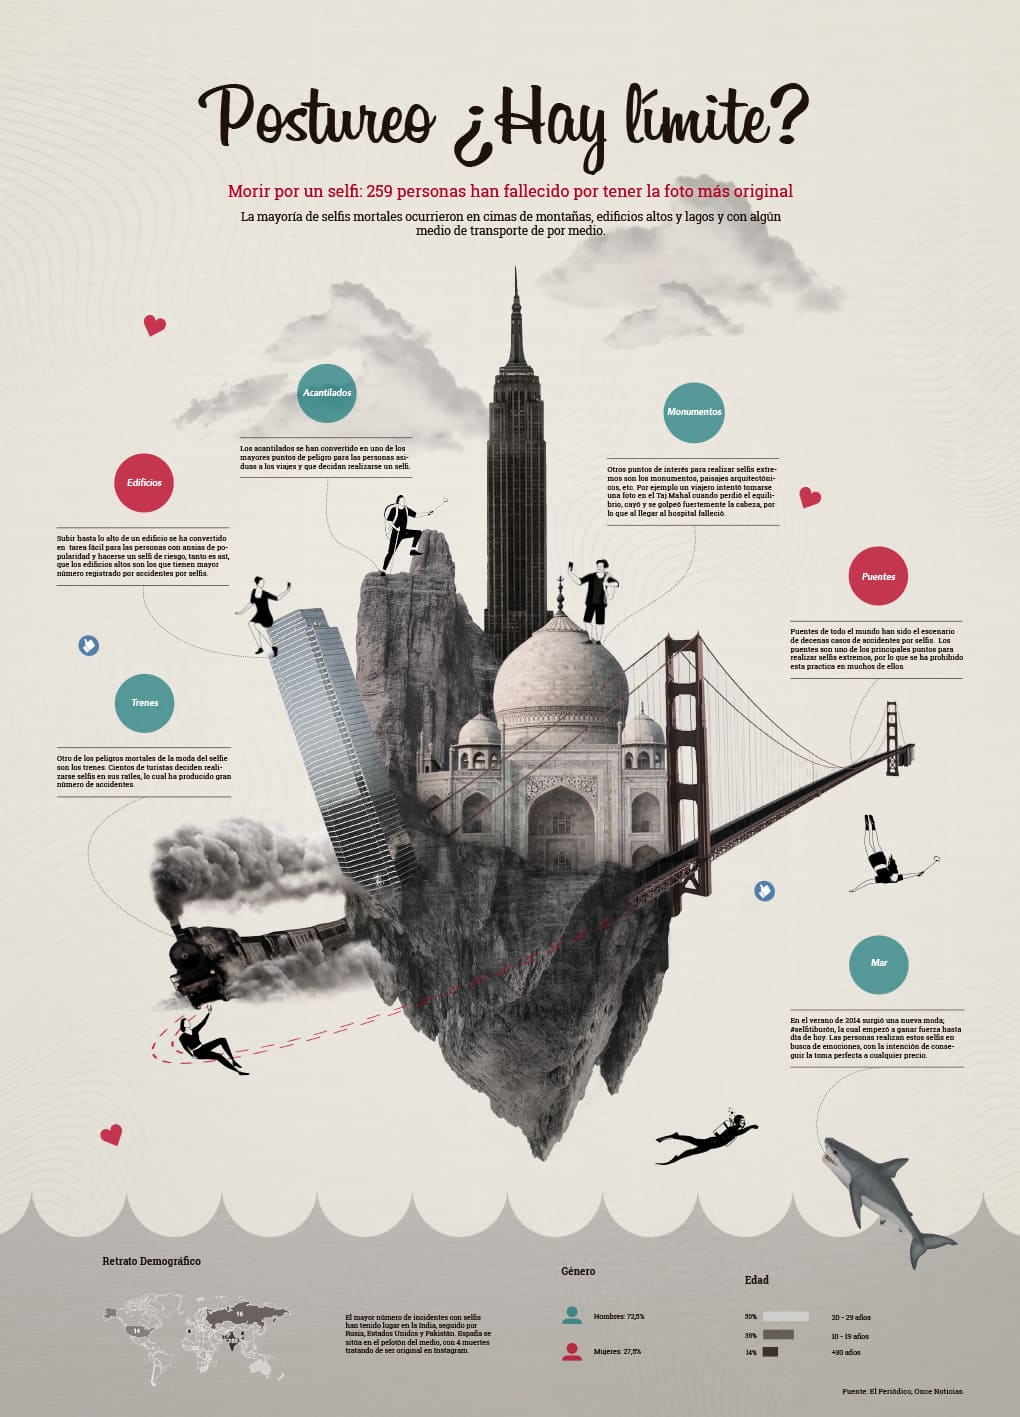 Postureo ¿Hay límite?
Morir por un selfi: 259 personas han fallecido por tener la foto más original
La mayoría de selfis mortales ocurrieron en cimas de montañas, edificios altos y lagos y con algún
medio de transporte de por medio.
Acantilados
Los acantilados se han convertido en uno de los
mayores puntos de peligro para las personas asi-
duas a los viajes y que decidan realizarse un selfi.
Monumentos
Otros puntos de interés para realizar selfis extre-
mos son los monumentos, paisajes arquitectóni-
cos, etc. Por ejemplo un viajero intentó tomarse
una foto en el Taj Mahal cuando perdió el equili-
brio, cayó y se golpeó fuertemente la cabeza, por
lo que al llegar al hospital falleció.
Edificios
Subir hasta lo alto de un edificio se ha convertido
en tarea fácil para las personas con ansias de po-
pularidad y hacerse un selfi de riesgo, tanto es así,
que los edificios altos son los que tienen mayor
número registrado por accidentes por selfis.
Puentes
Puentes de todo el mundo han sido el escenario
de decenas casos de accidentes por selfis. Los
puentes son uno de los principales puntos para
realizar selfis extremos, por lo que se ha prohibido
esta practica en muchos de ellos.
Trenes
Otro de los peligros mortales de la moda del selfie
son los trenes. Cientos de turistas deciden reali-
zarse selfis en sus raíles, lo cual ha producido gran
número de accidentes.
Mar
En el verano de 2014 surgió una nueva moda;
#selfitiburón, la cual empezó a ganar fuerza hasta
día de hoy. Las personas realizan estos selfis en
busca de emociones, con la intención de conse-
guir la toma perfecta a cualquier precio.
Retrato Demográfico
16
14
El mayor número de incidentes con selfis
han tenido lugar en la India, seguido por
Rusia, Estados Unidos y Pakistán. España se
sitúa en el pelotón del medio, con 4 muertes
tratando de ser original en Instagram.
Género
Hombres: 72,5%
Mujeres: 27,5%
Edad
50% 20 - 29 años
36% 10 - 19 años
14% +30 años
Fuente: El Periódico, Once Noticias.